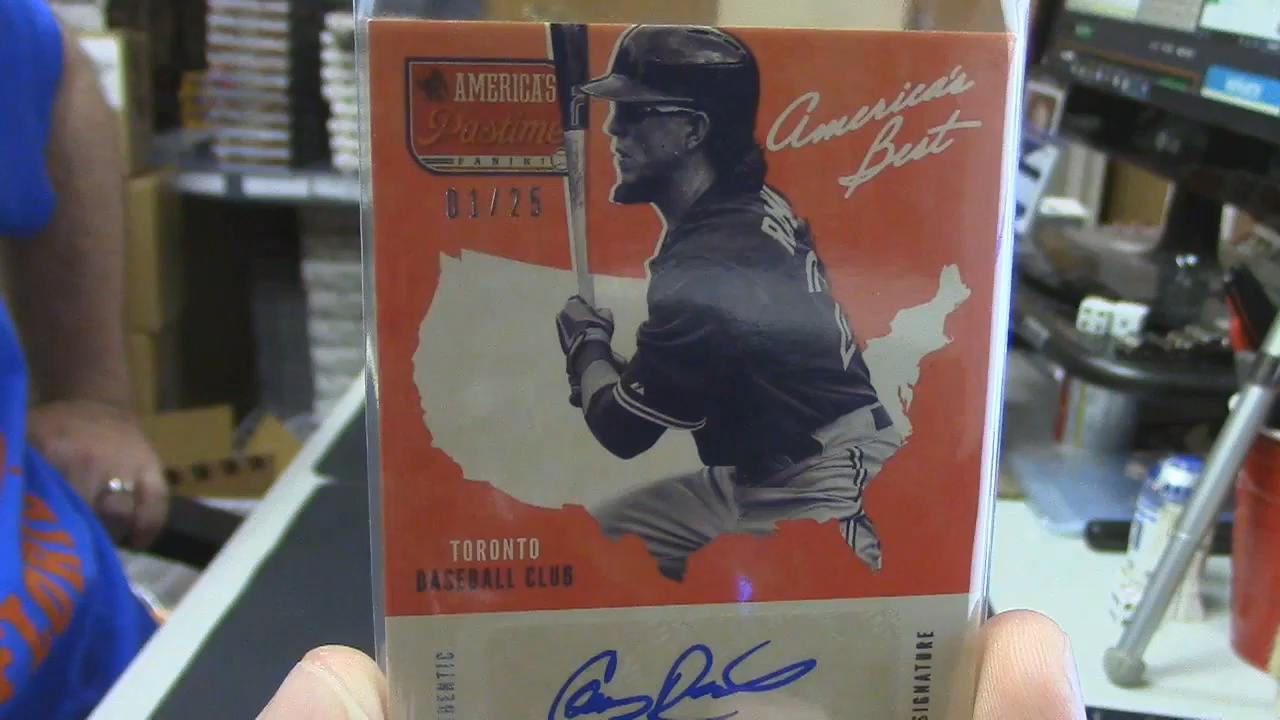 AMERICA'S
Pastime
PANINI
01/25
America's
Best
TORONTO
BASEBALL CLUB
SIGNATURE